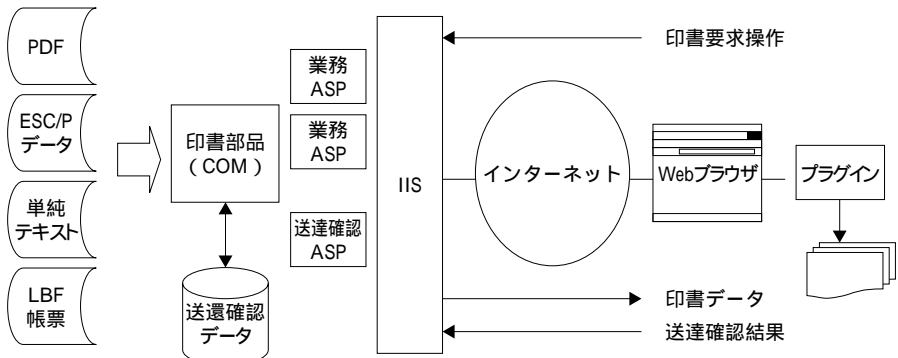 PDF
ESC/P
データ
単純
テキスト
LBF
帳票
印書部品
（COM）
送還確認
データ
業務
ASP
業務
ASP
送達確認
ASP
IIS
印書要求操作
インターネット
Webブラウザ
プラグイン
印書データ
送達確認結果